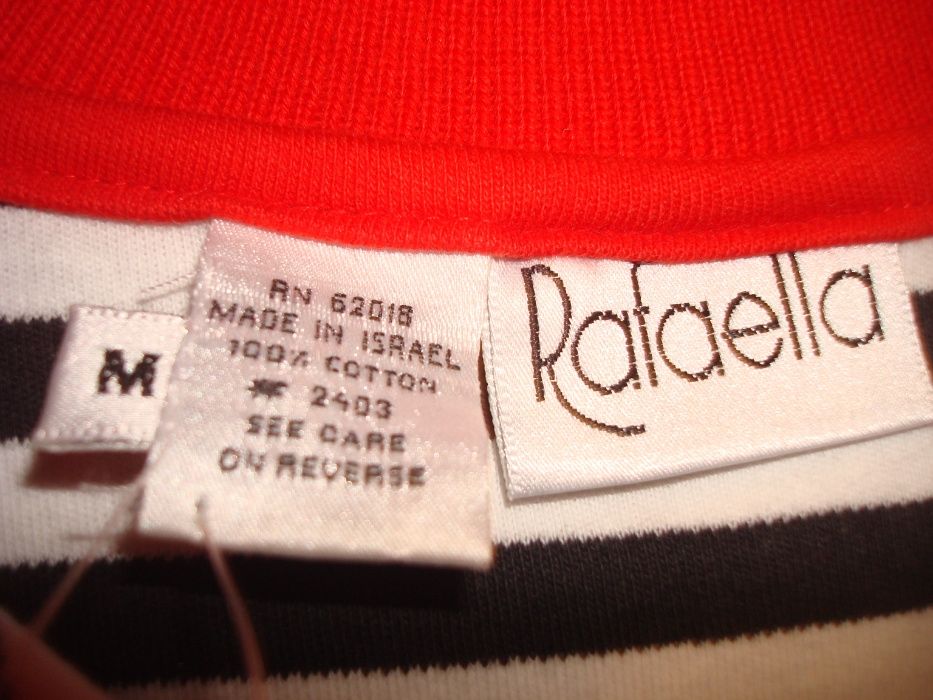 M
RN 62018
MADE IN ISRAEL
100% COTTON
* 2403
SEE CARE
ON REVERSE
Rafaella